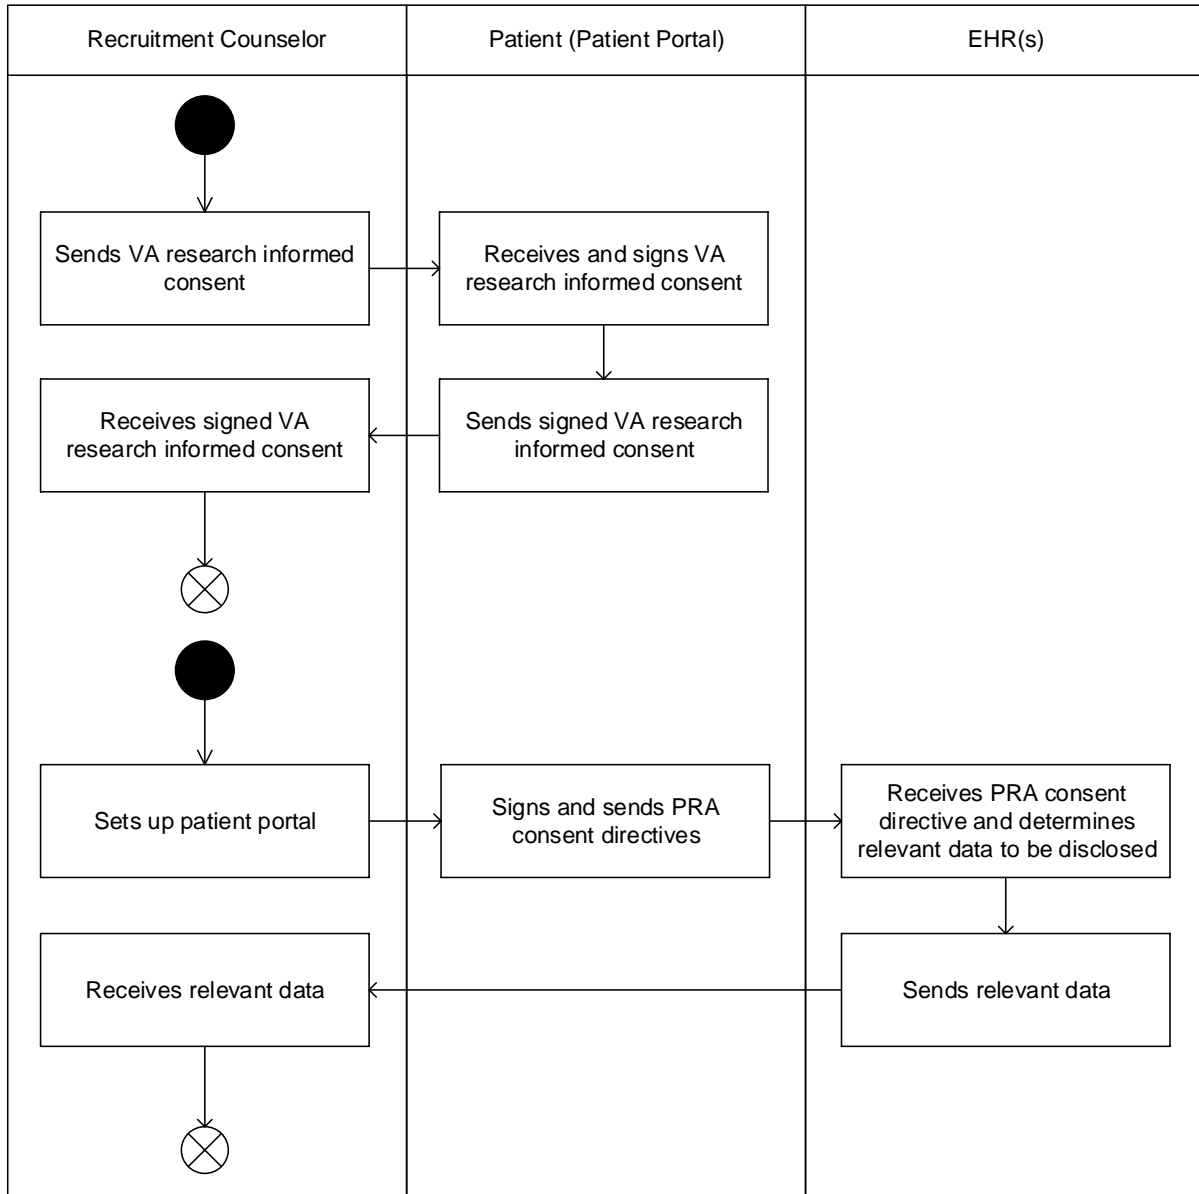 Recruitment Counselor
Patient (Patient Portal)
EHR(s)
Sends VA research informed
consent
Receives and signs VA
research informed consent
Receives signed VA
research informed consent
Sends signed VA research
informed consent
Sets up patient portal
Signs and sends PRA
consent directives
Receives PRA consent
directive and determines
relevant data to be disclosed
Receives relevant data
Sends relevant data